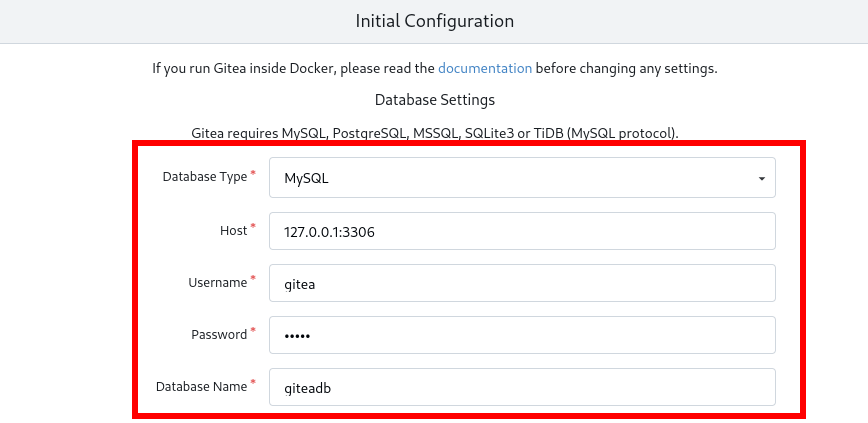 Initial Configuration
If you run Gitea inside Docker, please read the documentation before changing any settings.
Database Settings
Gitea requires MySQL, PostgreSQL, MSSQL, SQLite3 or TiDB (MySQL protocol).
Database Type * MySQL
Host * 127.0.0.1:3306
Username * gitea
Password * •••••
Database Name * giteadb